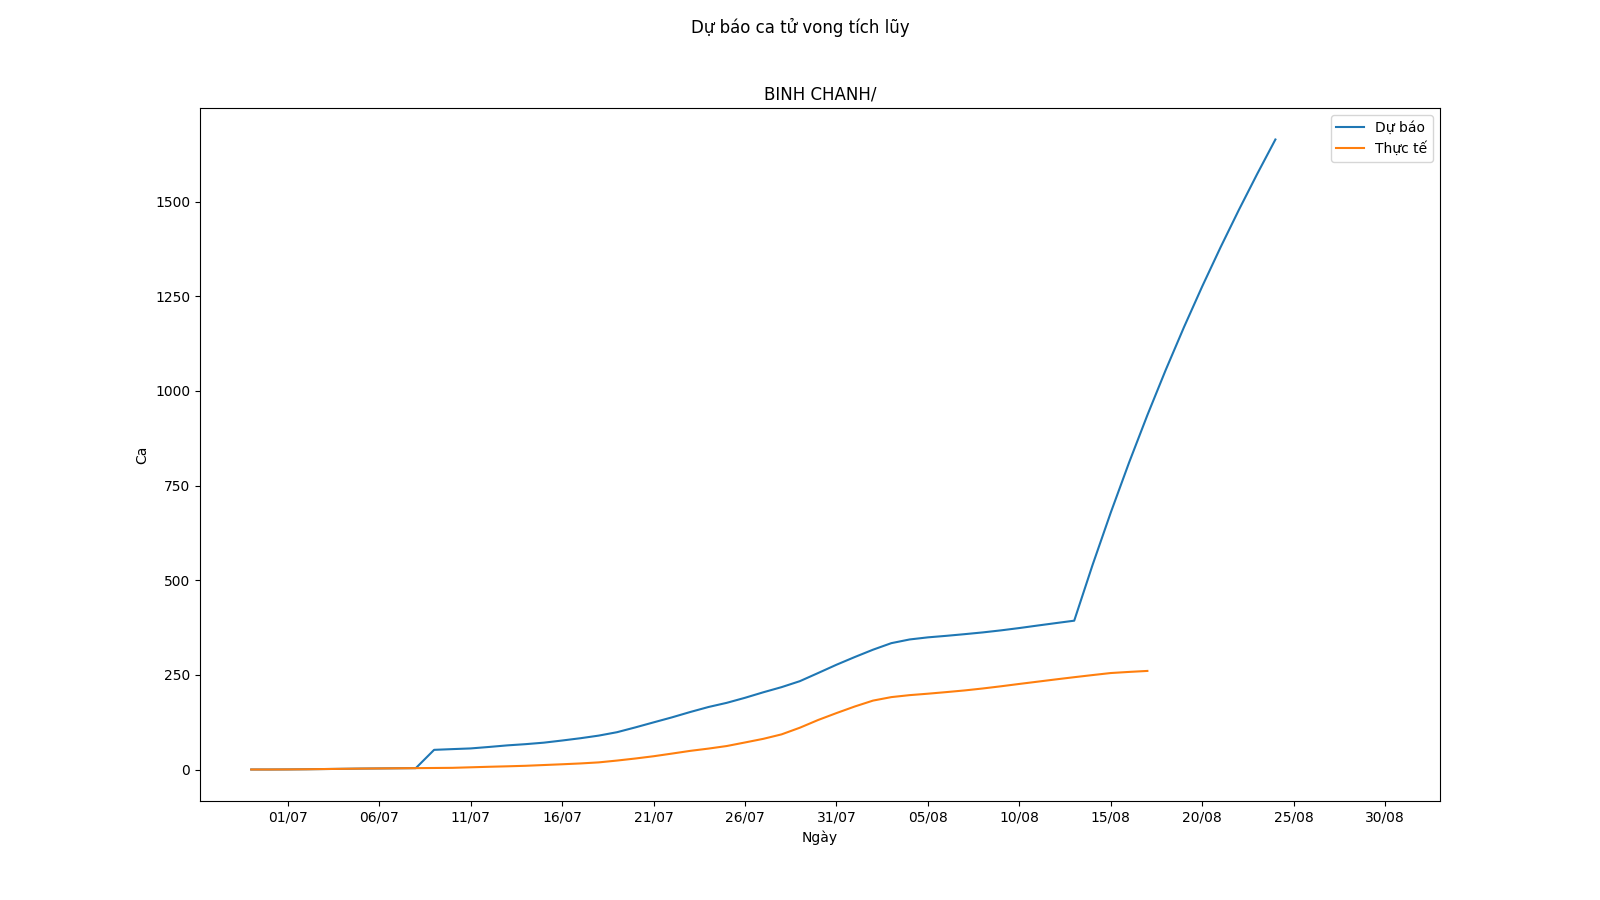 Dự báo ca tử vong tích lũy
BINH CHANH/
Dự báo
Thực tế
1500
1250
1000
750
500
250
0
Ca
01/07 06/07 11/07 16/07 21/07 26/07 31/07 05/08 10/08 15/08 20/08 25/08 30/08
Ngày